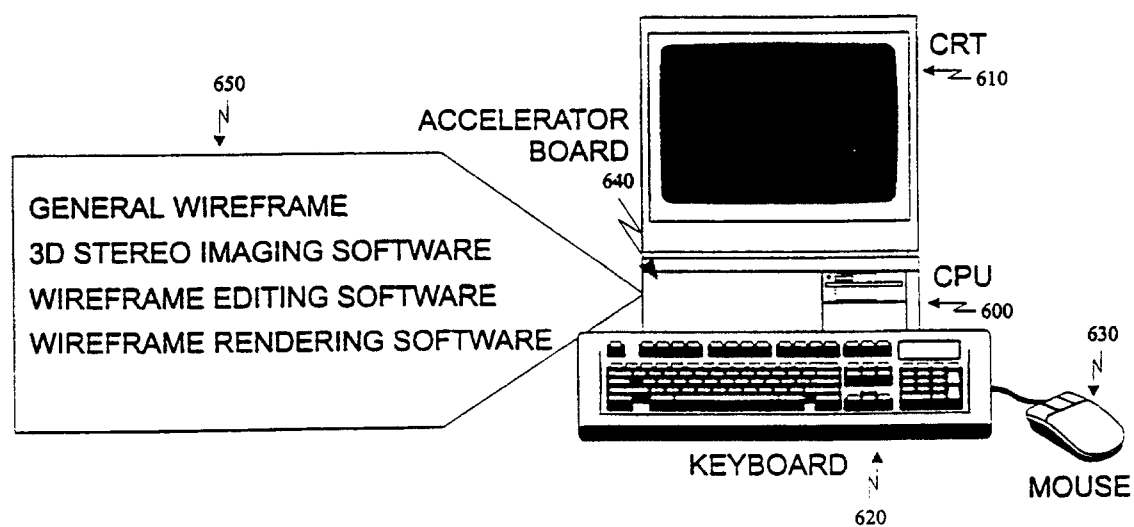 650
GENERAL WIREFRAME
3D STEREO IMAGING SOFTWARE
WIREFRAME EDITING SOFTWARE
WIREFRAME RENDERING SOFTWARE
ACCELERATOR
BOARD
640
CRT
610
CPU
600
630
MOUSE
KEYBOARD
620